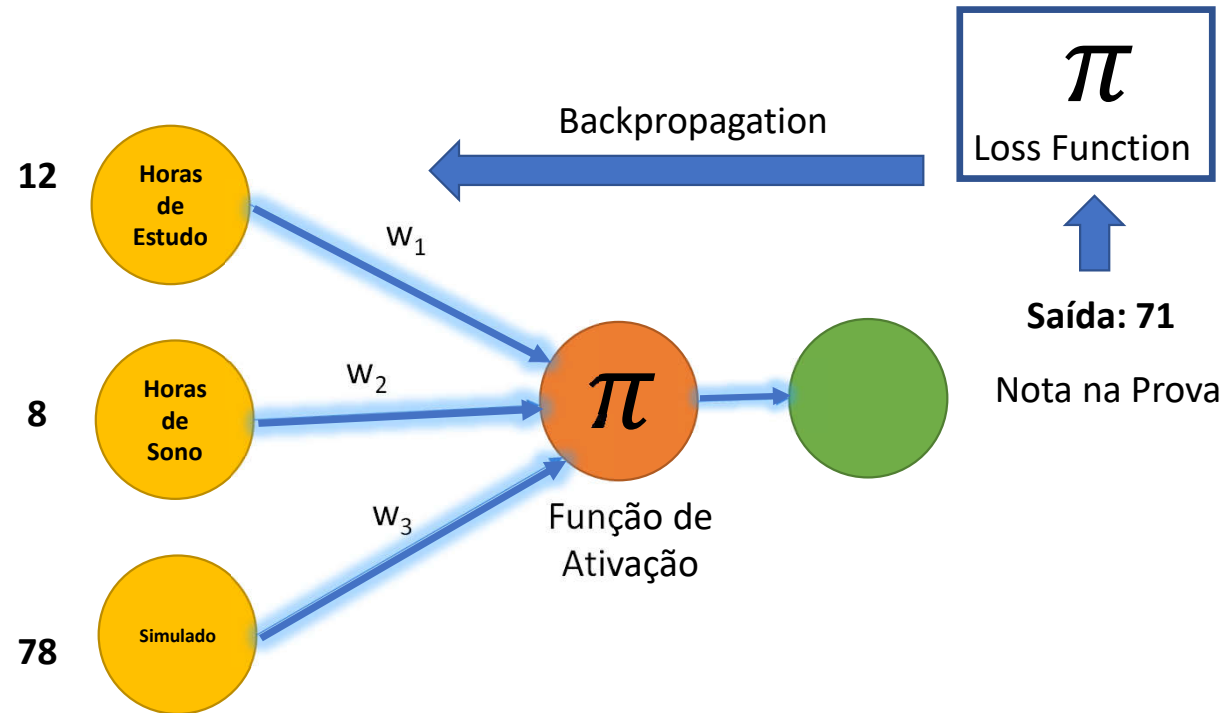 π
Loss Function
Backpropagation
12
Horas
de
Estudo
w₁
Saída: 71
Nota na Prova
8
Horas
de
Sono
w₂
π
Função de
Ativação
w₃
78
Simulado